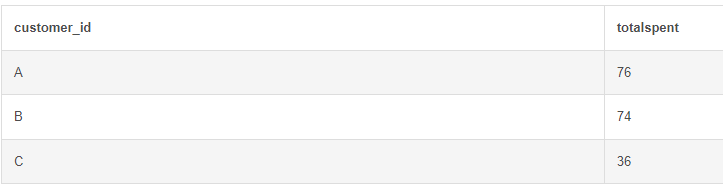 customer_id totalspent
A 76
B 74
C 36